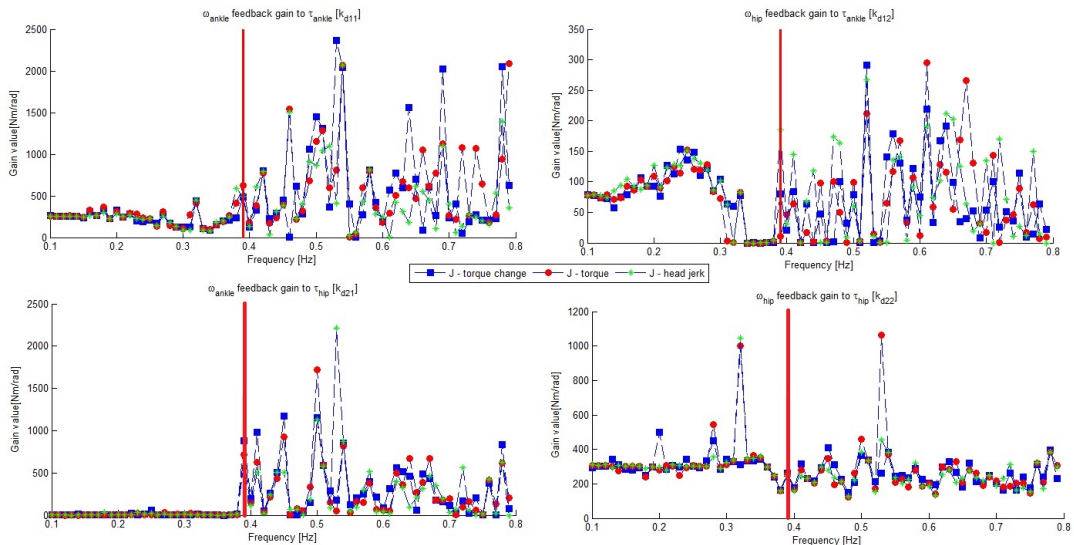 ω_ankle feedback gain to τ_ankle [k_d11]
Gain value[Nm/rad]
2500
2000
1500
1000
500
0
0.1 0.2 0.3 0.4 0.5 0.6 0.7 0.8
Frequency [Hz]
ω_hip feedback gain to τ_ankle [k_d12]
Gain value[Nm/rad]
350
300
250
200
150
100
50
0
0.1 0.2 0.3 0.4 0.5 0.6 0.7 0.8
Frequency [Hz]
J - torque change J - torque J - head jerk
ω_ankle feedback gain to τ_hip [k_d21]
Gain value[Nm/rad]
2500
2000
1500
1000
500
0
0.1 0.2 0.3 0.4 0.5 0.6 0.7 0.8
Frequency [Hz]
ω_hip feedback gain to τ_hip [k_d22]
Gain value[Nm/rad]
1200
1000
800
600
400
200
0
0.1 0.2 0.3 0.4 0.5 0.6 0.7 0.8
Frequency [Hz]